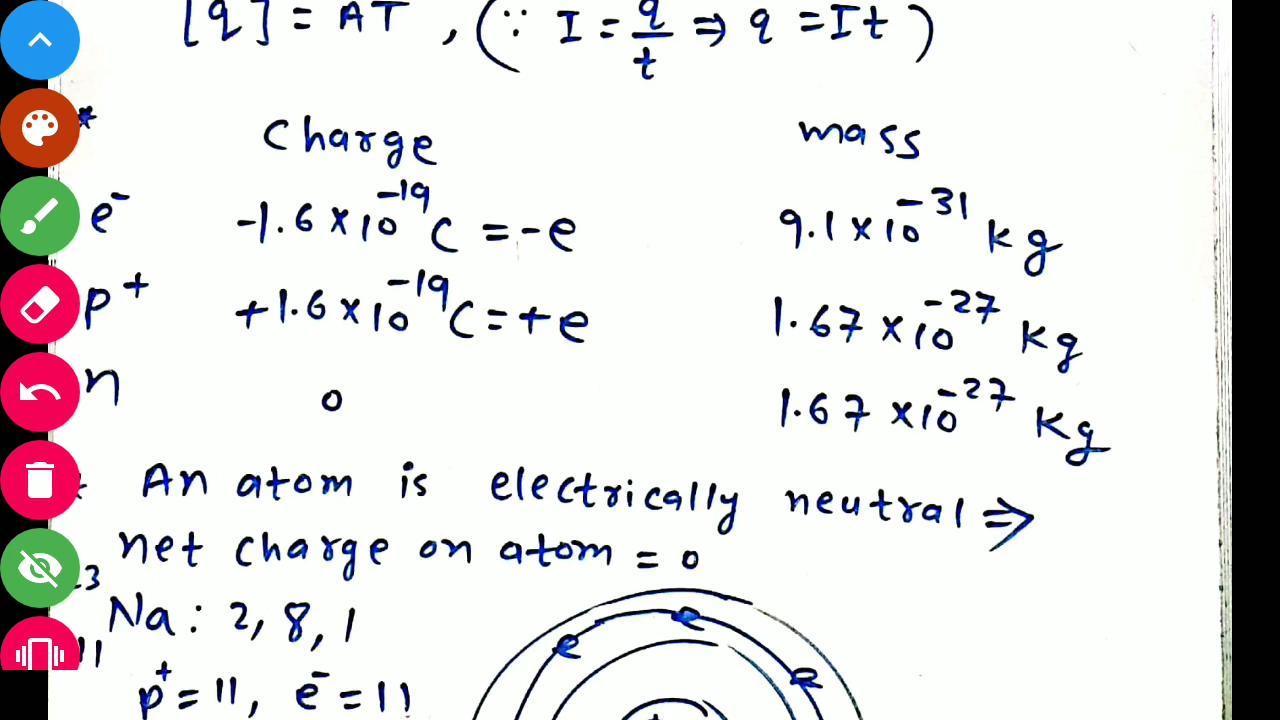 [q] = AT , (∵ I = q/t ⇒ q = It)
* Charge mass
e⁻ -1.6 × 10⁻¹⁹ C = -e 9.1 × 10⁻³¹ kg
p⁺ +1.6 × 10⁻¹⁹ C = +e 1.67 × 10⁻²⁷ kg
n 0 1.67 × 10⁻²⁷ kg
An atom is electrically neutral ⇒
net charge on atom = 0
23
Na : 2, 8, 1
11
p⁺ = 11, e⁻ = 11
e e e